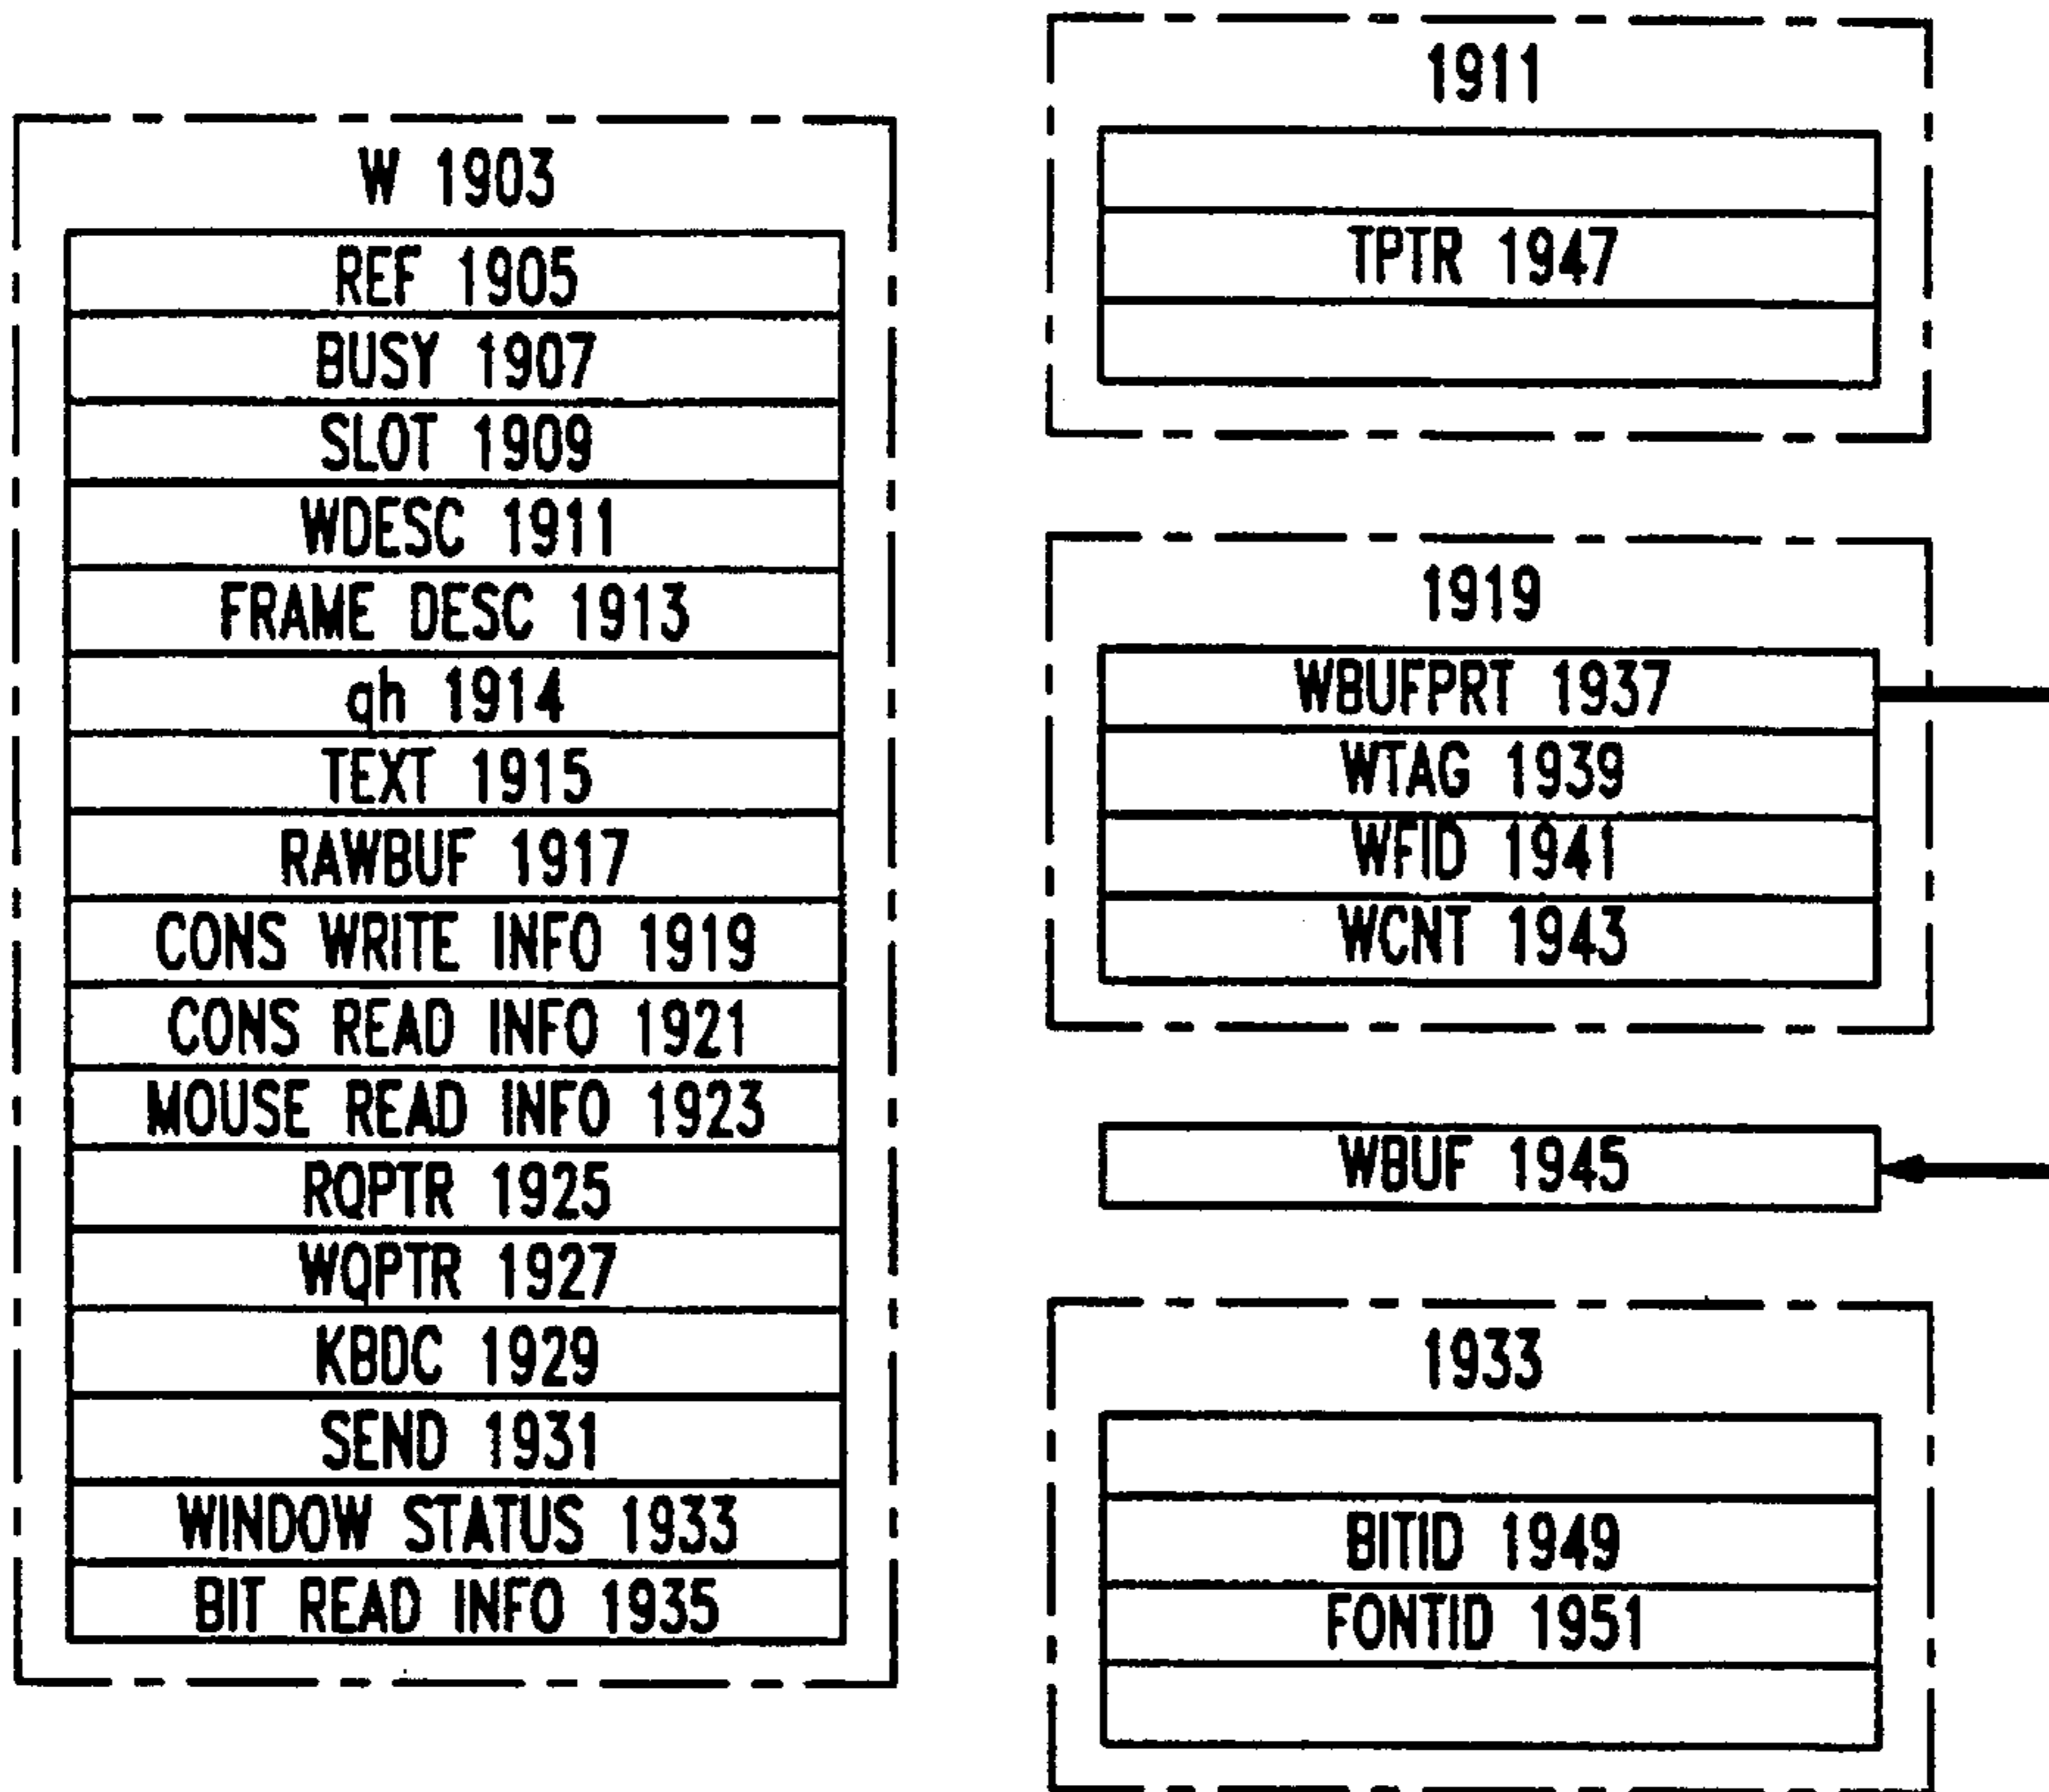 W 1903
REF 1905
BUSY 1907
SLOT 1909
WDESC 1911
FRAME DESC 1913
qh 1914
TEXT 1915
RAWBUF 1917
CONS WRITE INFO 1919
CONS READ INFO 1921
MOUSE READ INFO 1923
RQPTR 1925
WQPTR 1927
KBDC 1929
SEND 1931
WINDOW STATUS 1933
BIT READ INFO 1935
1911
TPTR 1947
1919
WBUFPRT 1937
WTAG 1939
WFID 1941
WCNT 1943
WBUF 1945
1933
BITID 1949
FONTID 1951